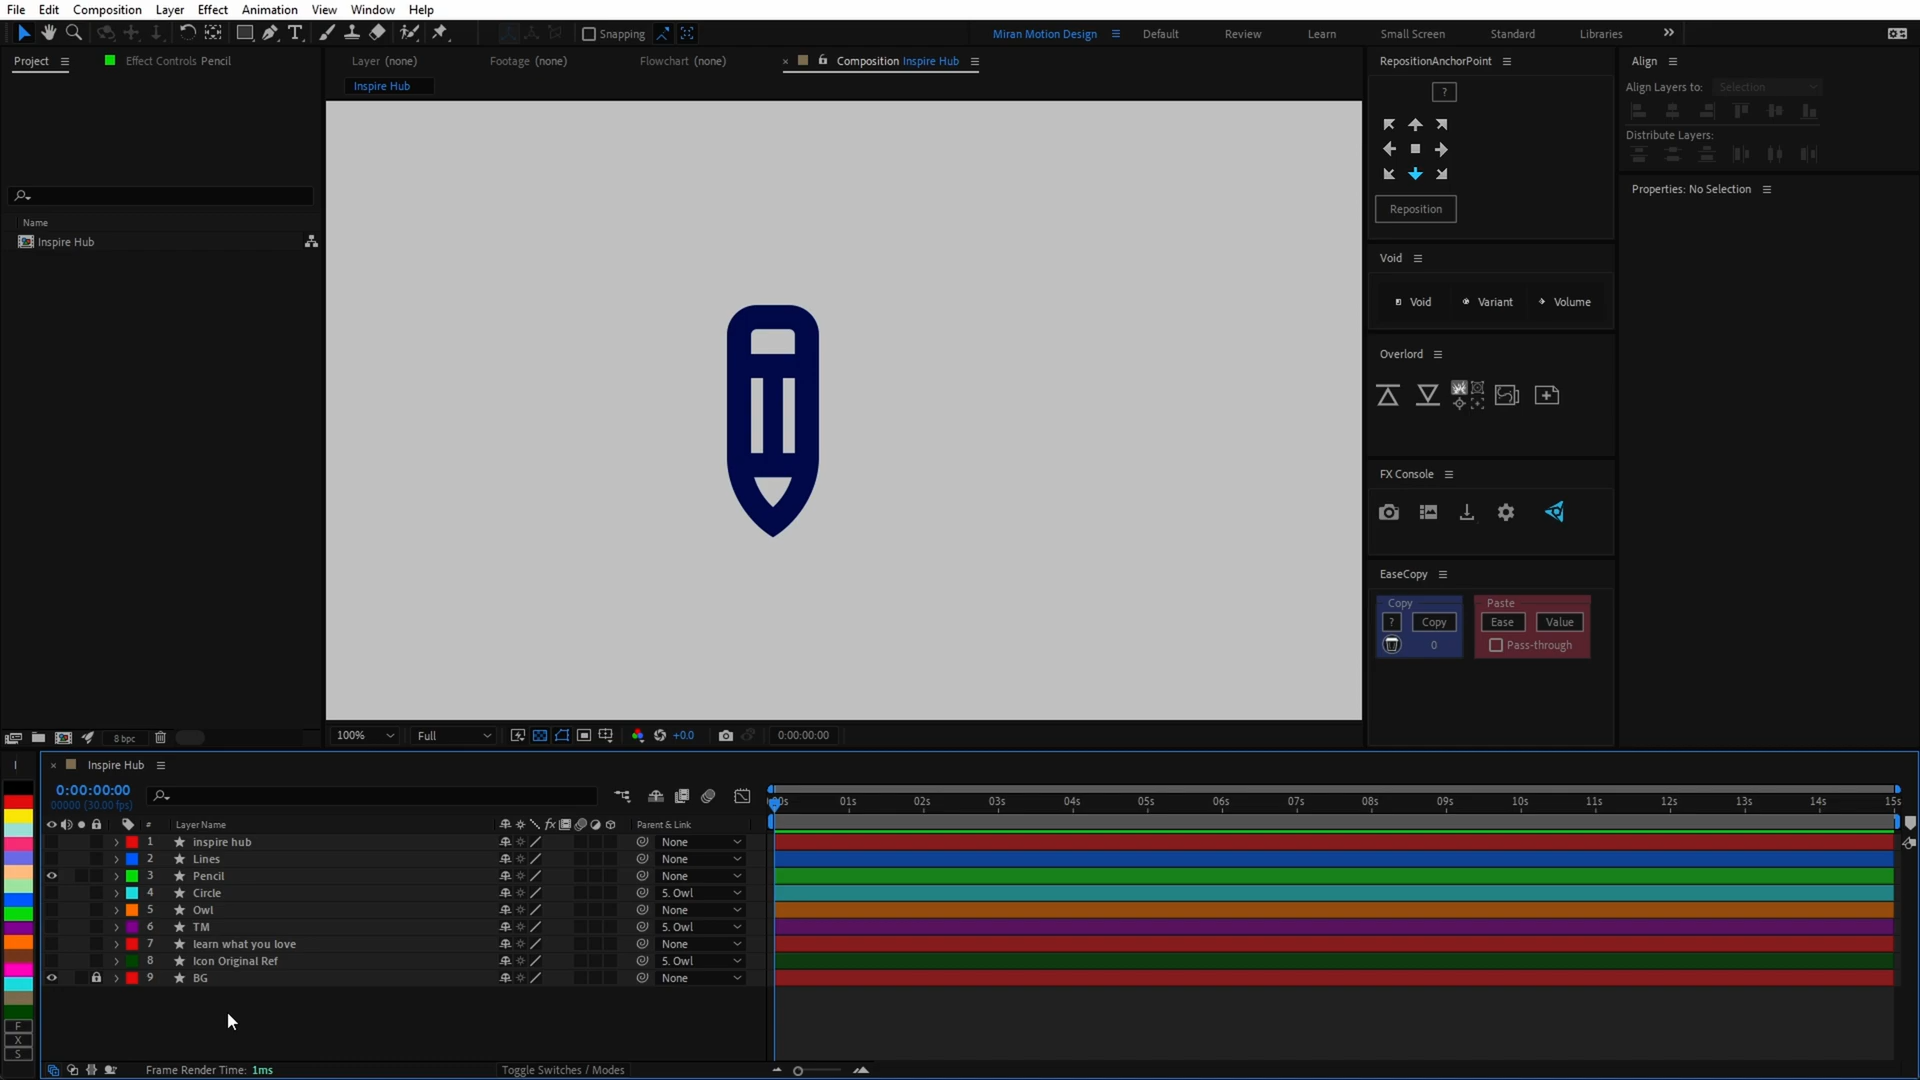 File Edit Composition Layer Effect Animation View Window Help
Snapping
Miran Motion Design Default Review Learn Small Screen Standard Libraries
Project Effect Controls Pencil
Layer (none) Footage (none) Flowchart (none) Composition Inspire Hub
Inspire Hub
RepositionAnchorPoint
?
Reposition
Align
Align Layers to: Selection
Distribute Layers:
Properties: No Selection
Name
Inspire Hub
Void
Void Variant Volume
Overlord
FX Console
EaseCopy
Copy Paste
? Copy Ease Value
0 Pass-through
8 bpc
100% Full +0.0 0:00:00:00
Inspire Hub
0:00:00:00
00000 (30.00 fps)
00s 01s 02s 03s 04s 05s 06s 07s 08s 09s 10s 11s 12s 13s 14s 15s
# Layer Name fx Parent & Link
1 inspire hub None
2 Lines None
3 Pencil None
4 Circle 5. Owl
5 Owl None
6 TM 5. Owl
7 learn what you love None
8 Icon Original Ref 5. Owl
9 BG None
F
X
S
Frame Render Time: 1ms Toggle Switches / Modes